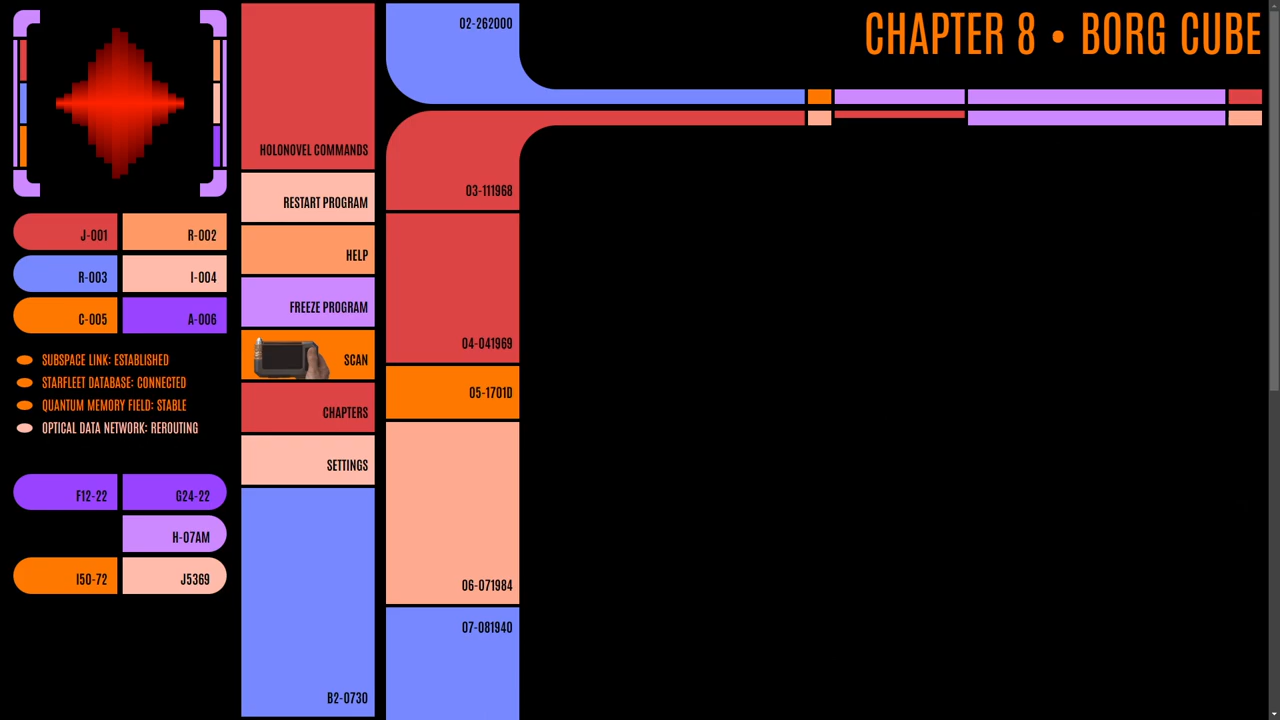 CHAPTER 8 • BORG CUBE
J-001
R-002
R-003
I-004
C-005
A-006
SUBSPACE LINK: ESTABLISHED
STARFLEET DATABASE: CONNECTED
QUANTUM MEMORY FIELD: STABLE
OPTICAL DATA NETWORK: REROUTING
F12-22
G24-22
H-07AM
I50-72
J5369
HOLONOVEL COMMANDS
RESTART PROGRAM
HELP
FREEZE PROGRAM
SCAN
CHAPTERS
SETTINGS
B2-0730
02-262000
03-111968
04-041969
05-1701D
06-071984
07-081940